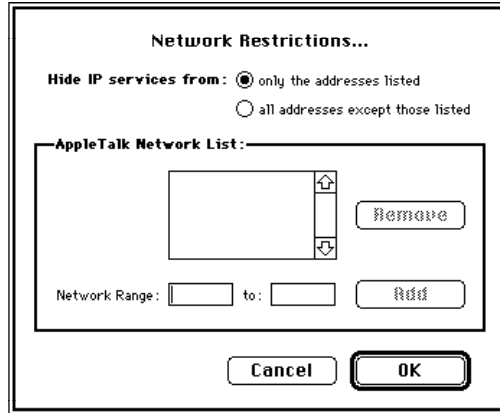 Network Restrictions...
Hide IP services from: only the addresses listed
all addresses except those listed
AppleTalk Network List:
Remove
Network Range: to: Add
Cancel OK